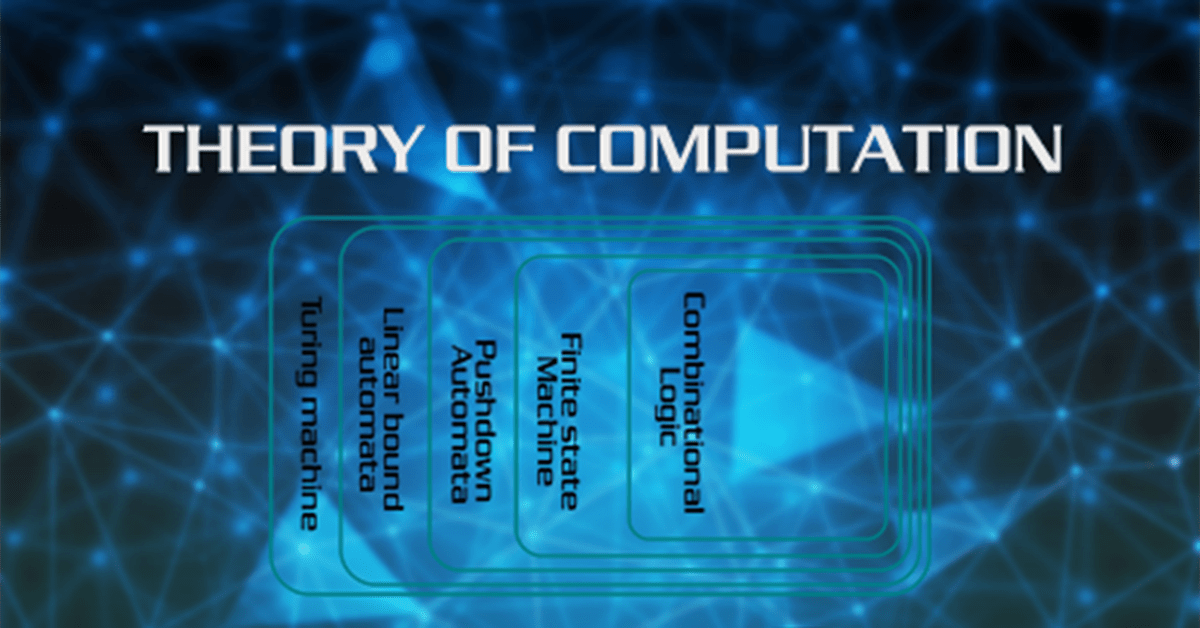 THEORY OF COMPUTATION
Turing machine
Linear bound
automata
Pushdown
Automata
Finite state
Machine
Combinational
Logic